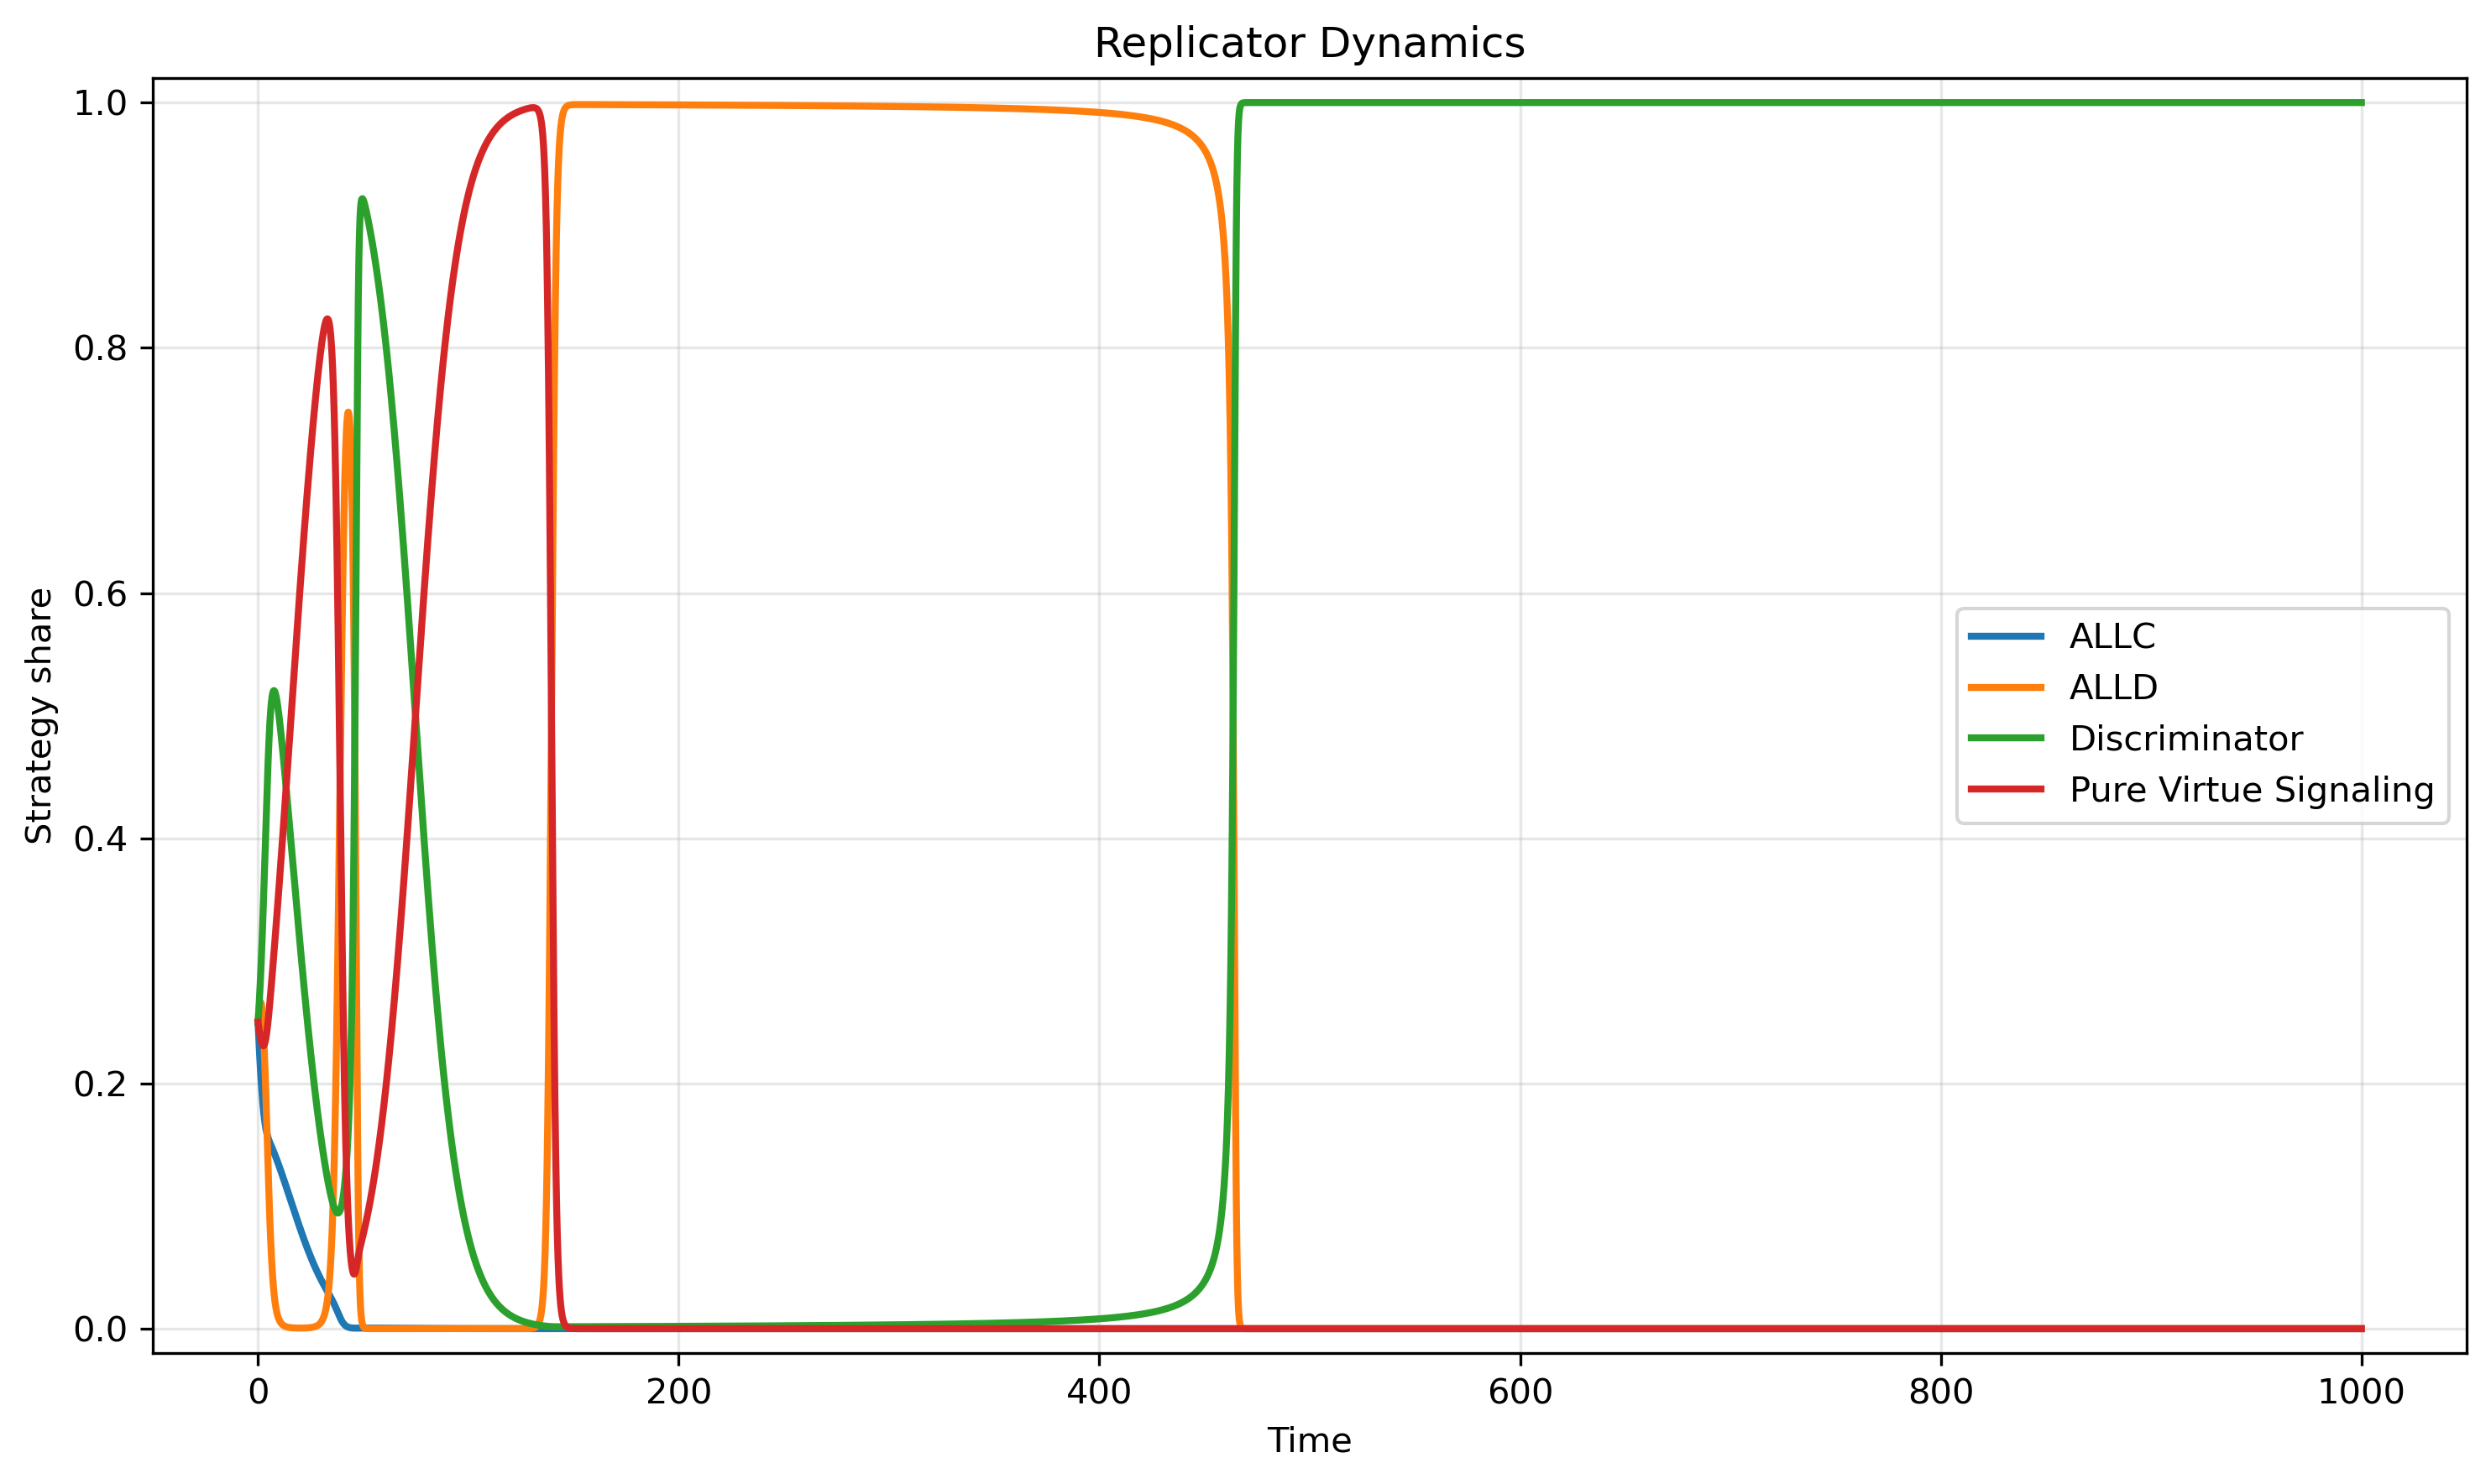 Replicator Dynamics
Strategy share
1.0
0.8
0.6
0.4
0.2
0.0
ALLC
ALLD
Discriminator
Pure Virtue Signaling
0 200 400 600 800 1000
Time